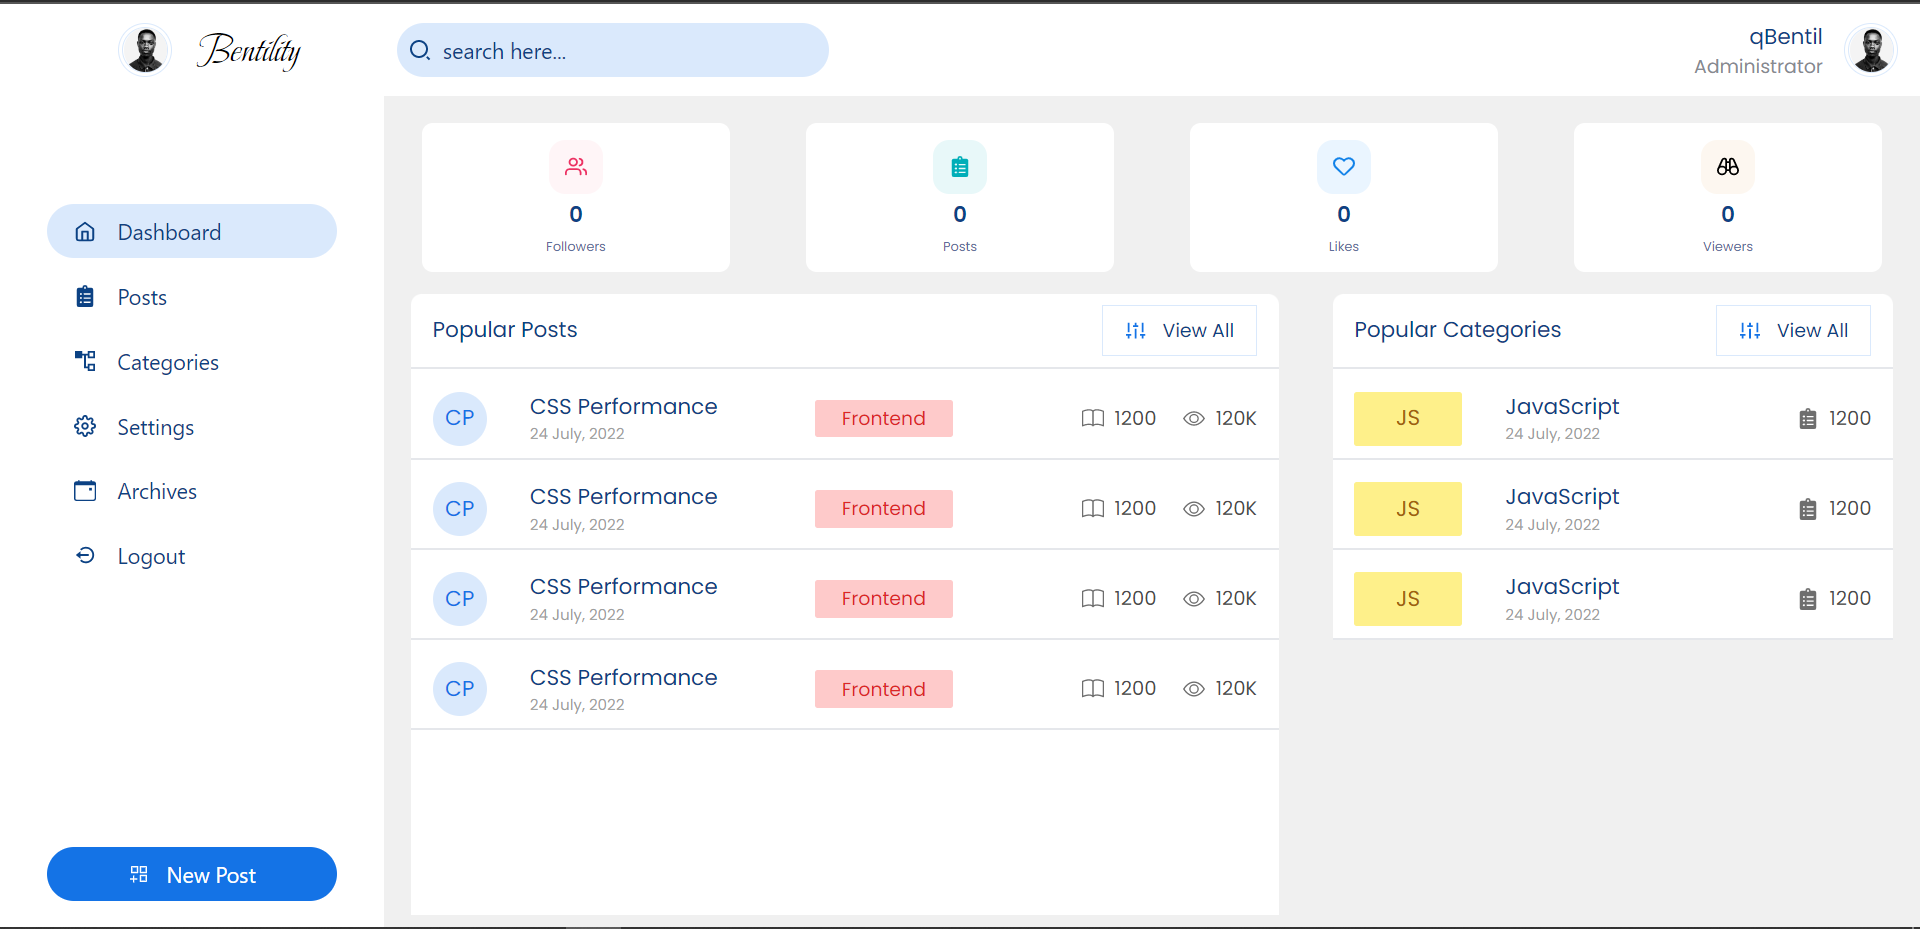 Bentility
search here...
qBentil
Administrator
Dashboard
Posts
Categories
Settings
Archives
Logout
New Post
0
Followers
0
Posts
0
Likes
0
Viewers
Popular Posts
View All
CP
CSS Performance
24 July, 2022
Frontend
1200
120K
CP
CSS Performance
24 July, 2022
Frontend
1200
120K
CP
CSS Performance
24 July, 2022
Frontend
1200
120K
CP
CSS Performance
24 July, 2022
Frontend
1200
120K
Popular Categories
View All
JS
JavaScript
24 July, 2022
1200
JS
JavaScript
24 July, 2022
1200
JS
JavaScript
24 July, 2022
1200